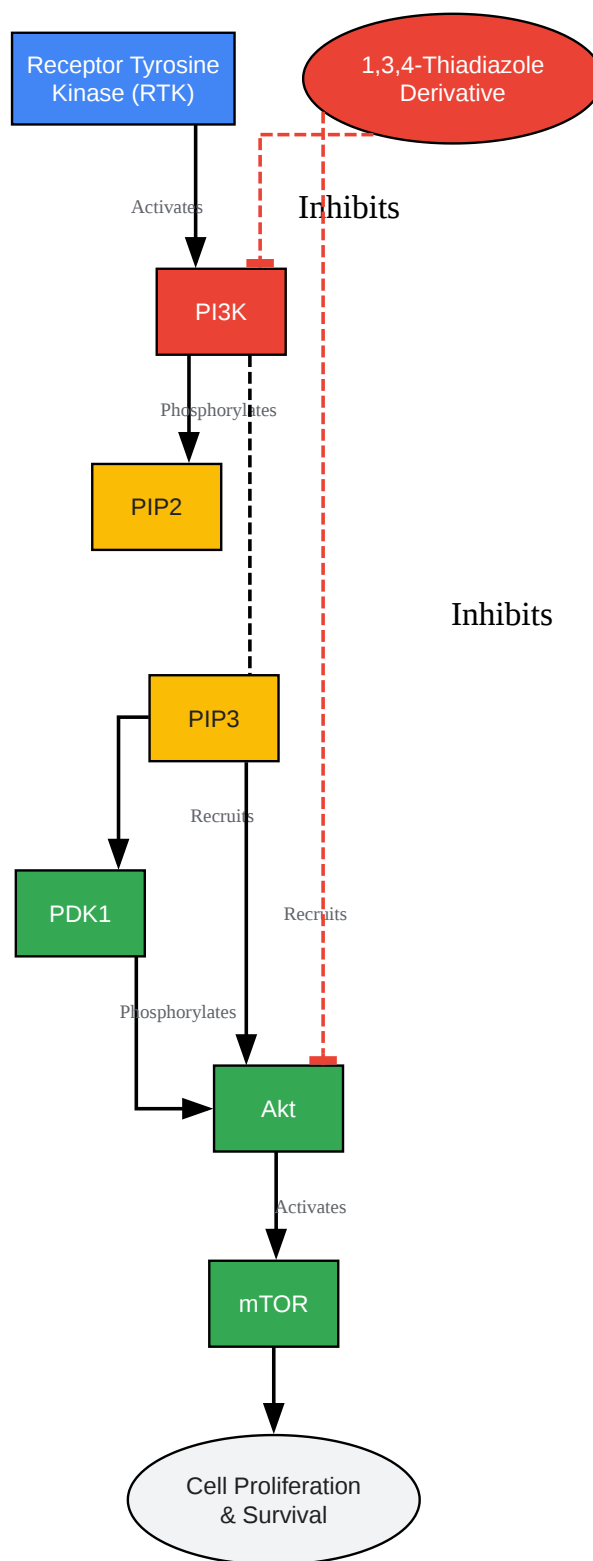 Receptor Tyrosine
Kinase (RTK)
1,3,4-Thiadiazole
Derivative
Activates
Inhibits
PI3K
Phosphorylates
PIP2
Inhibits
PIP3
Recruits
PDK1
Recruits
Phosphorylates
Akt
Activates
mTOR
Cell Proliferation
& Survival